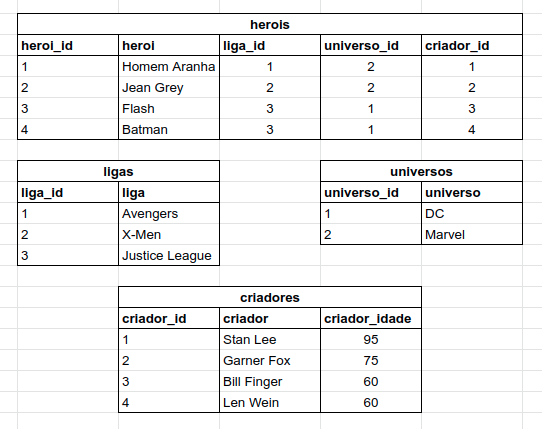 herois
heroi_id heroi liga_id universo_id criador_id
1 Homem Aranha 1 2 1
2 Jean Grey 2 2 2
3 Flash 3 1 3
4 Batman 3 1 4
ligas
liga_id liga
1 Avengers
2 X-Men
3 Justice League
universos
universo_id universo
1 DC
2 Marvel
criadores
criador_id criador criador_idade
1 Stan Lee 95
2 Garner Fox 75
3 Bill Finger 60
4 Len Wein 60